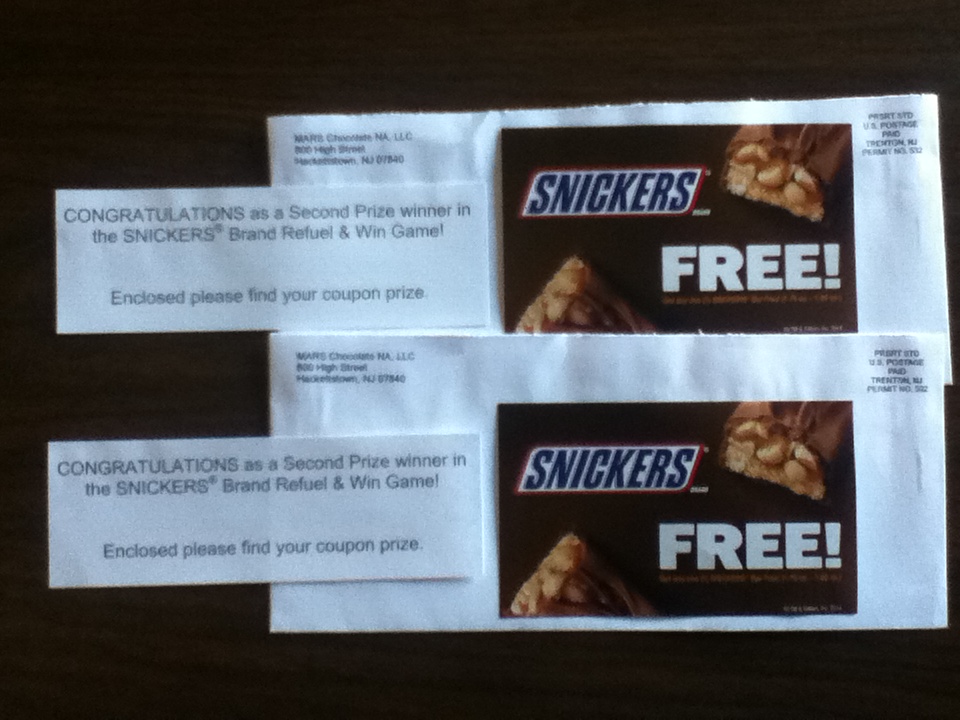 MARS Chocolate NA, LLC
800 High Street
Hackettstown, NJ 07840
PRSRT STD
U.S. POSTAGE
PAID
TRENTON, NJ
PERMIT NO. 532
CONGRATULATIONS as a Second Prize winner in
the SNICKERS® Brand Refuel & Win Game!
Enclosed please find your coupon prize.
SNICKERS
FREE!
MARS Chocolate NA, LLC
800 High Street
Hackettstown, NJ 07840
PRSRT STD
U.S. POSTAGE
PAID
TRENTON, NJ
PERMIT NO. 532
CONGRATULATIONS as a Second Prize winner in
the SNICKERS® Brand Refuel & Win Game!
Enclosed please find your coupon prize.
SNICKERS
FREE!